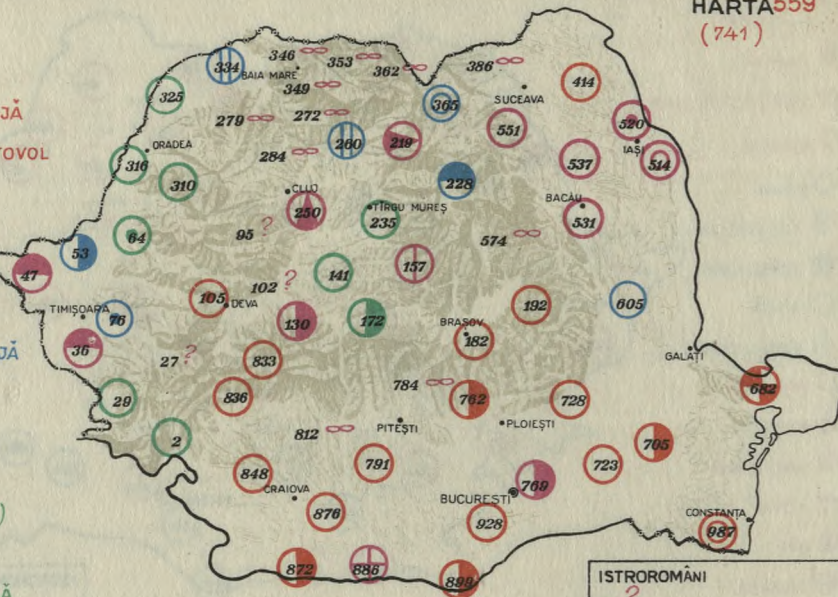 HARTA 559
(741)
346 ∞
353 ∞
362 ∞
386 ∞
334
BAIA MARE
349 ∞
325
365
414
SUCEAVA
279 ∞
272 ∞
260
219
551
520
IAȘI
514
537
JĂ
OVOL
ORADEA
316
310
284 ∞
228
CLUJ
250
TÎRGU MUREȘ
235
BACĂU
531
64
95 ?
574 ∞
53
47
141
157
102 ?
105
DEVA
192
605
TIMIȘOARA
76
130
172
BRAȘOV
182
36
JĂ
27 ?
833
GALAȚI
784 ∞
682
29
836
762
728
2
812 ∞
PITEȘTI
PLOIEȘTI
705
848
791
723
CRAIOVA
769
BUCUREȘTI
876
928
CONSTANȚA
987
)
872
886
899
ISTROROMÂNI
?
Ă